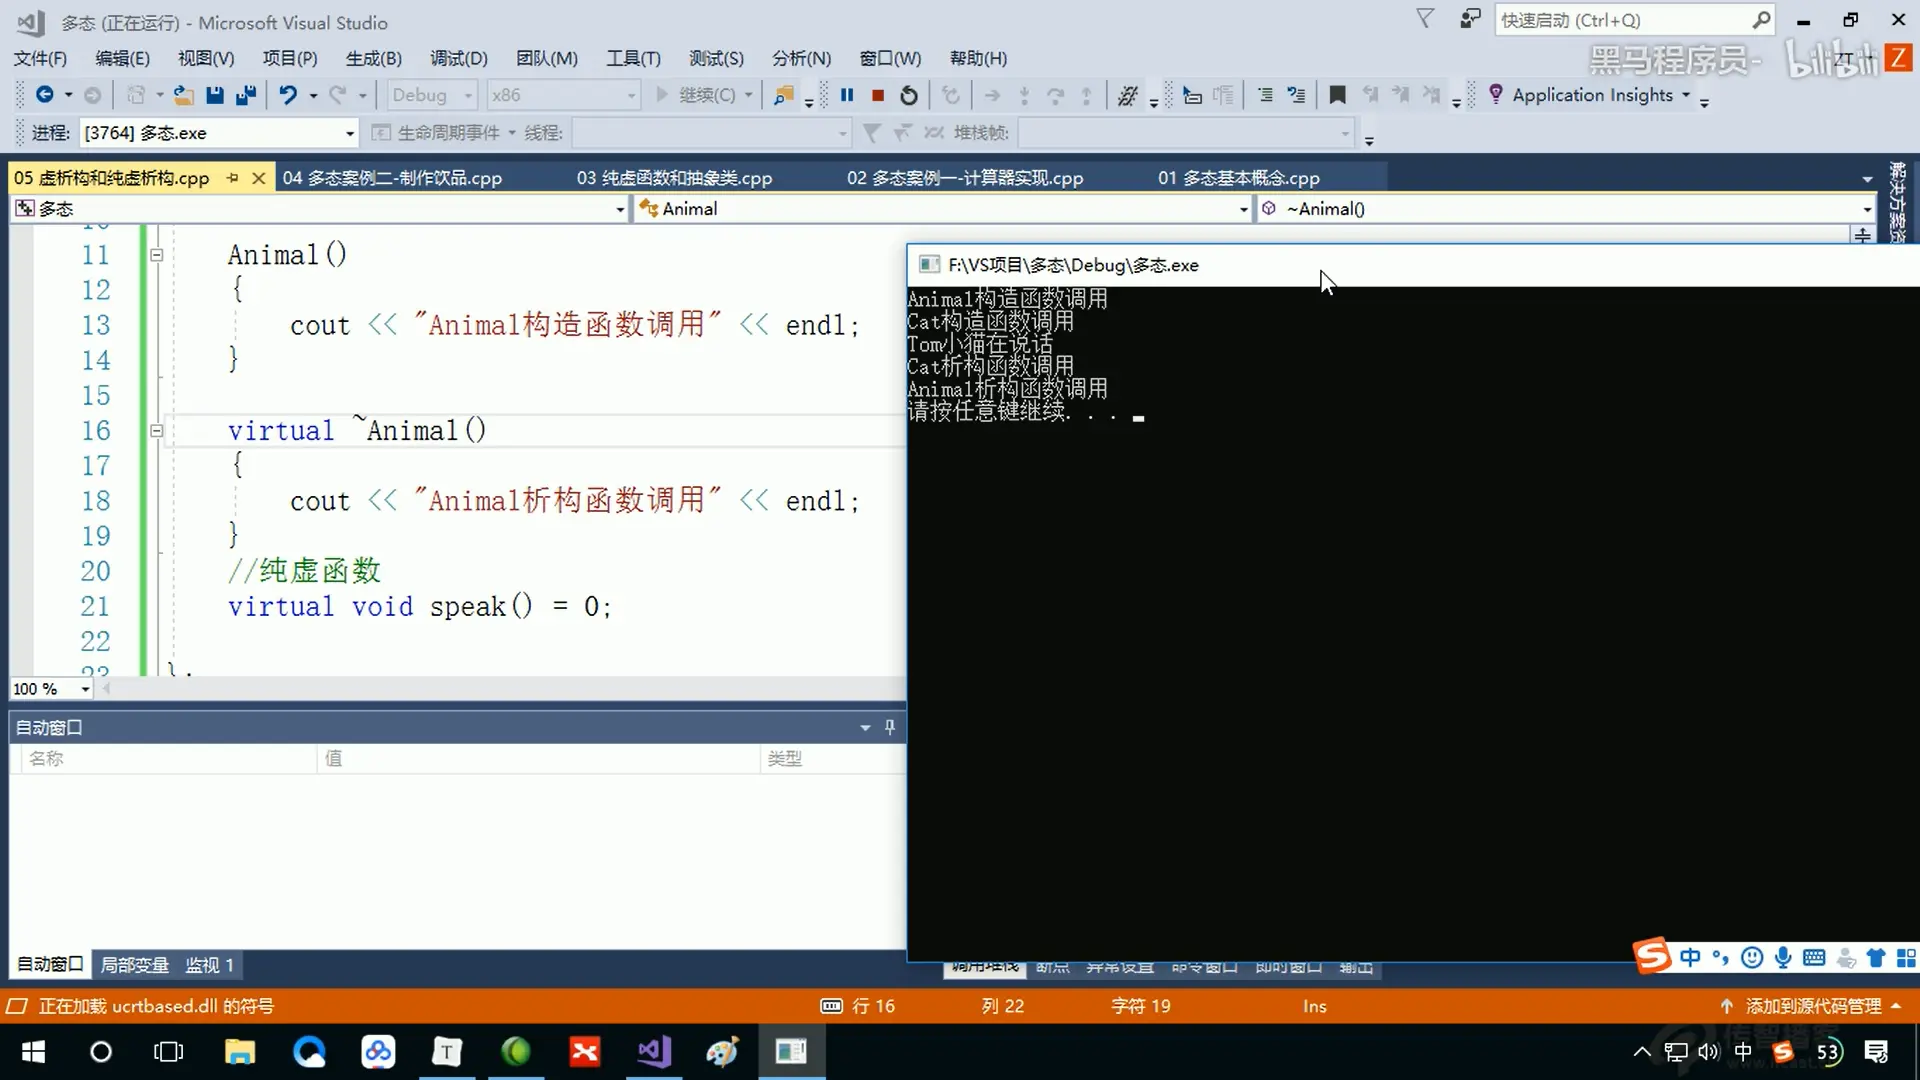 多态 (正在运行) - Microsoft Visual Studio
快速启动 (Ctrl+Q)
文件(F) 编辑(E) 视图(V) 项目(P) 生成(B) 调试(D) 团队(M) 工具(T) 测试(S) 分析(N) 窗口(W) 帮助(H)
黑马程序员- bilibili
ZT
Z
Debug x86 继续(C) Application Insights
进程: [3764] 多态.exe 生命周期事件 线程: 堆栈帧:
05 虚析构和纯虚析构.cpp 04 多态案例二-制作饮品.cpp 03 纯虚函数和抽象类.cpp 02 多态案例一-计算器实现.cpp 01 多态基本概念.cpp
多态 Animal ~Animal()
11 Animal()
12 {
13 cout << "Animal构造函数调用" << endl;
14 }
15
16 virtual ~Animal()
17 {
18 cout << "Animal析构函数调用" << endl;
19 }
20 //纯虚函数
21 virtual void speak() = 0;
22
23 };
F:\VS项目\多态\Debug\多态.exe
Animal构造函数调用
Cat构造函数调用
Tom小猫在说话
Cat析构函数调用
Animal析构函数调用
请按任意键继续. . .
100 %
自动窗口
名称 值 类型
自动窗口 局部变量 监视 1
调用堆栈 断点 异常设置 命令窗口 即时窗口 输出
中
正在加载 ucrtbased.dll 的符号 行 16 列 22 字符 19 Ins 添加到源代码管理
T 中 53